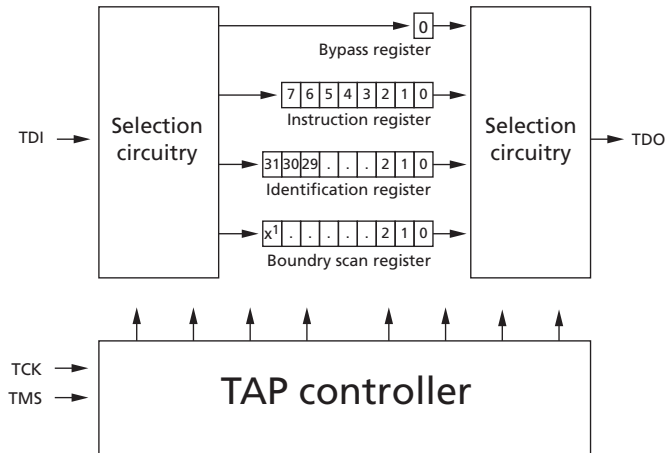 0
Bypass register
7 6 5 4 3 2 1 0
Instruction register
TDI
Selection circuitry
Selection circuitry
TDO
31 30 29 . . . 2 1 0
Identification register
x1 . . . . . 2 1 0
Boundry scan register
TCK
TMS
TAP controller